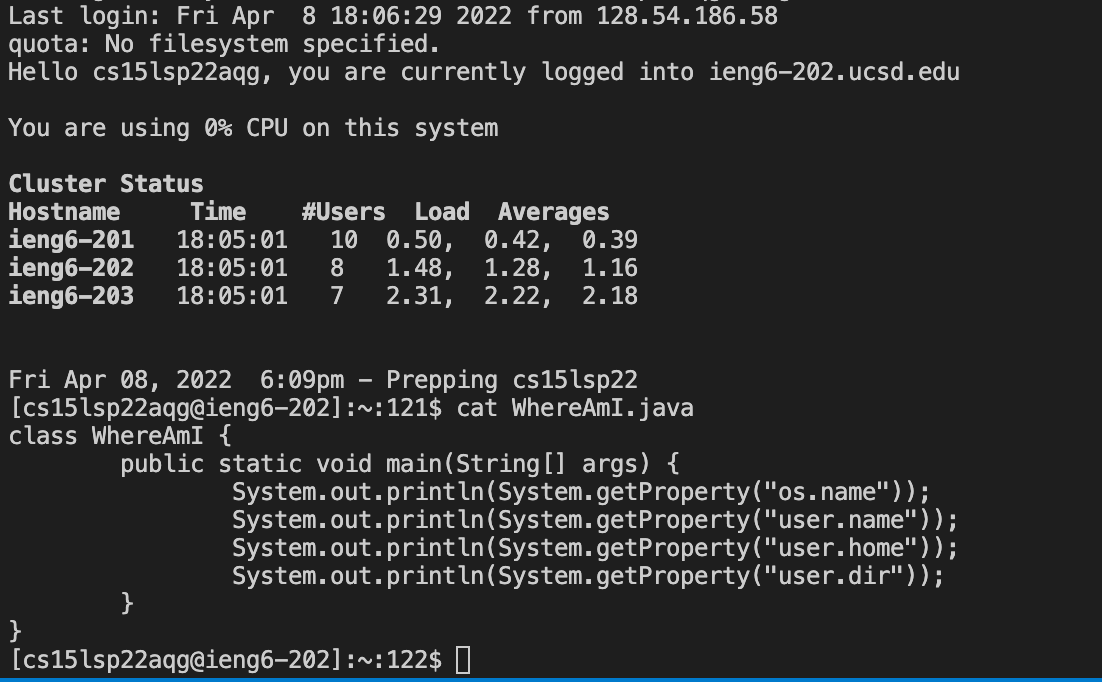 Last login: Fri Apr  8 18:06:29 2022 from 128.54.186.58
quota: No filesystem specified.
Hello cs15lsp22aqg, you are currently logged into ieng6-202.ucsd.edu

You are using 0% CPU on this system

Cluster Status
Hostname     Time    #Users  Load  Averages
ieng6-201   18:05:01   10  0.50,  0.42,  0.39
ieng6-202   18:05:01   8   1.48,  1.28,  1.16
ieng6-203   18:05:01   7   2.31,  2.22,  2.18


Fri Apr 08, 2022  6:09pm - Prepping cs15lsp22
[cs15lsp22aqg@ieng6-202]:~:121$ cat WhereAmI.java
class WhereAmI {
        public static void main(String[] args) {
                System.out.println(System.getProperty("os.name"));
                System.out.println(System.getProperty("user.name"));
                System.out.println(System.getProperty("user.home"));
                System.out.println(System.getProperty("user.dir"));
        }
}
[cs15lsp22aqg@ieng6-202]:~:122$